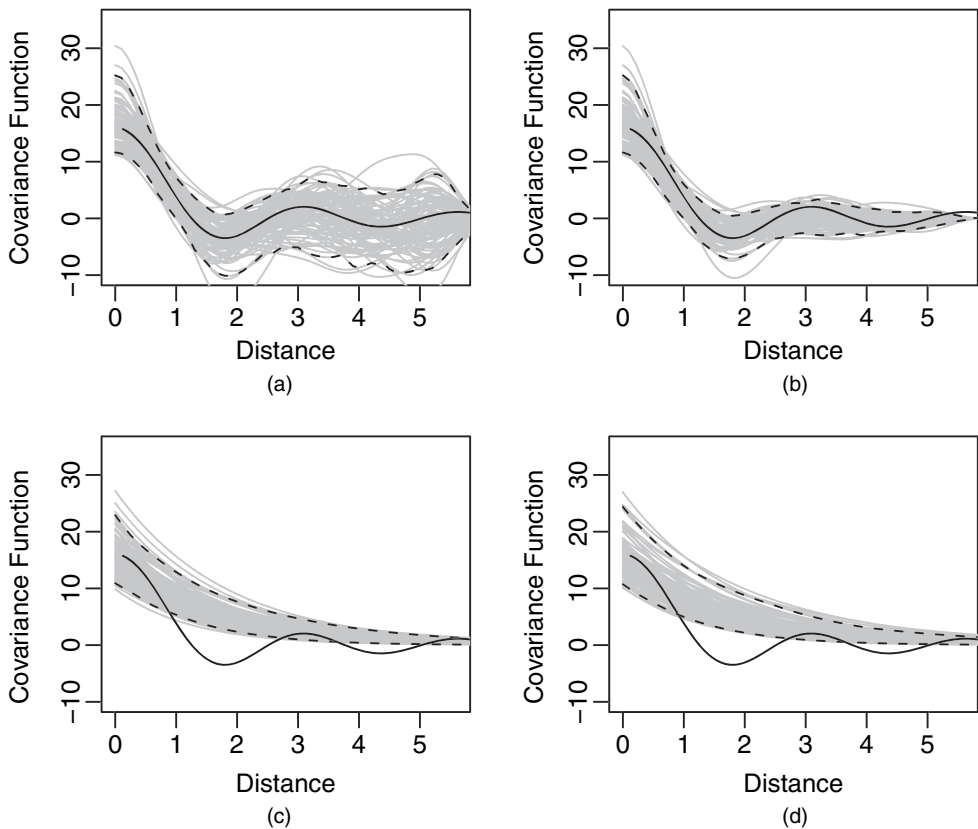 Covariance Function
−10 0 10 20 30
0 1 2 3 4 5
Distance
(a)
Covariance Function
−10 0 10 20 30
0 1 2 3 4 5
Distance
(b)
Covariance Function
−10 0 10 20 30
0 1 2 3 4 5
Distance
(c)
Covariance Function
−10 0 10 20 30
0 1 2 3 4 5
Distance
(d)